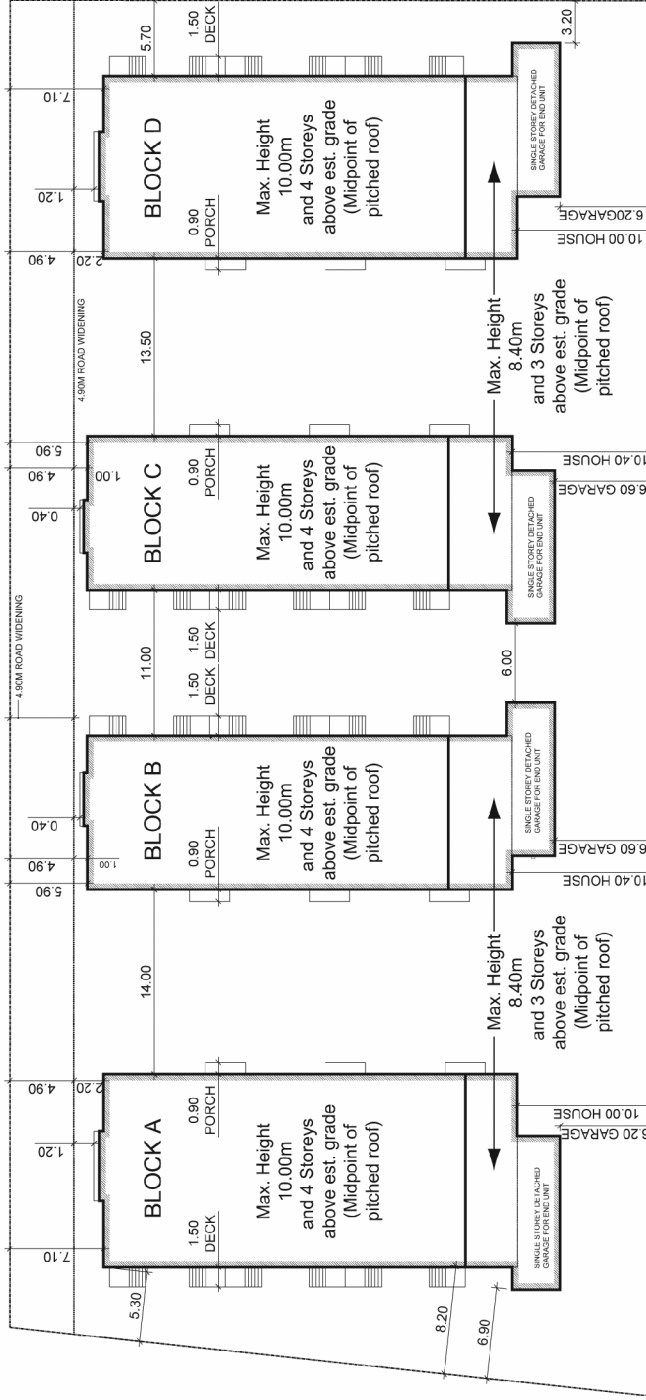 4.90M ROAD WIDENING
4.90M ROAD WIDENING
7.10
1.20
4.90
2.20
5.90
4.90
1.00
0.40
0.40
4.90
5.90
1.00
4.90
2.20
1.20
7.10
5.30
14.00
11.00
13.50
5.70
BLOCK A
1.50
DECK
0.90
PORCH
Max. Height
10.00m
and 4 Storeys
above est. grade
(Midpoint of
pitched roof)
BLOCK B
0.90
PORCH
1.50
DECK
Max. Height
10.00m
and 4 Storeys
above est. grade
(Midpoint of
pitched roof)
BLOCK C
1.50
DECK
0.90
PORCH
Max. Height
10.00m
and 4 Storeys
above est. grade
(Midpoint of
pitched roof)
BLOCK D
0.90
PORCH
1.50
DECK
Max. Height
10.00m
and 4 Storeys
above est. grade
(Midpoint of
pitched roof)
8.20
6.90
Max. Height
8.40m
and 3 Storeys
above est. grade
(Midpoint of
pitched roof)
6.00
Max. Height
8.40m
and 3 Storeys
above est. grade
(Midpoint of
pitched roof)
3.20
SINGLE STOREY DETACHED
GARAGE FOR END UNIT
10.00 HOUSE
6.20 GARAGE
10.40 HOUSE
6.60 GARAGE
SINGLE STOREY DETACHED
GARAGE FOR END UNIT
SINGLE STOREY DETACHED
GARAGE FOR END UNIT
10.40 HOUSE
6.60 GARAGE
10.00 HOUSE
6.20GARAGE
SINGLE STOREY DETACHED
GARAGE FOR END UNIT